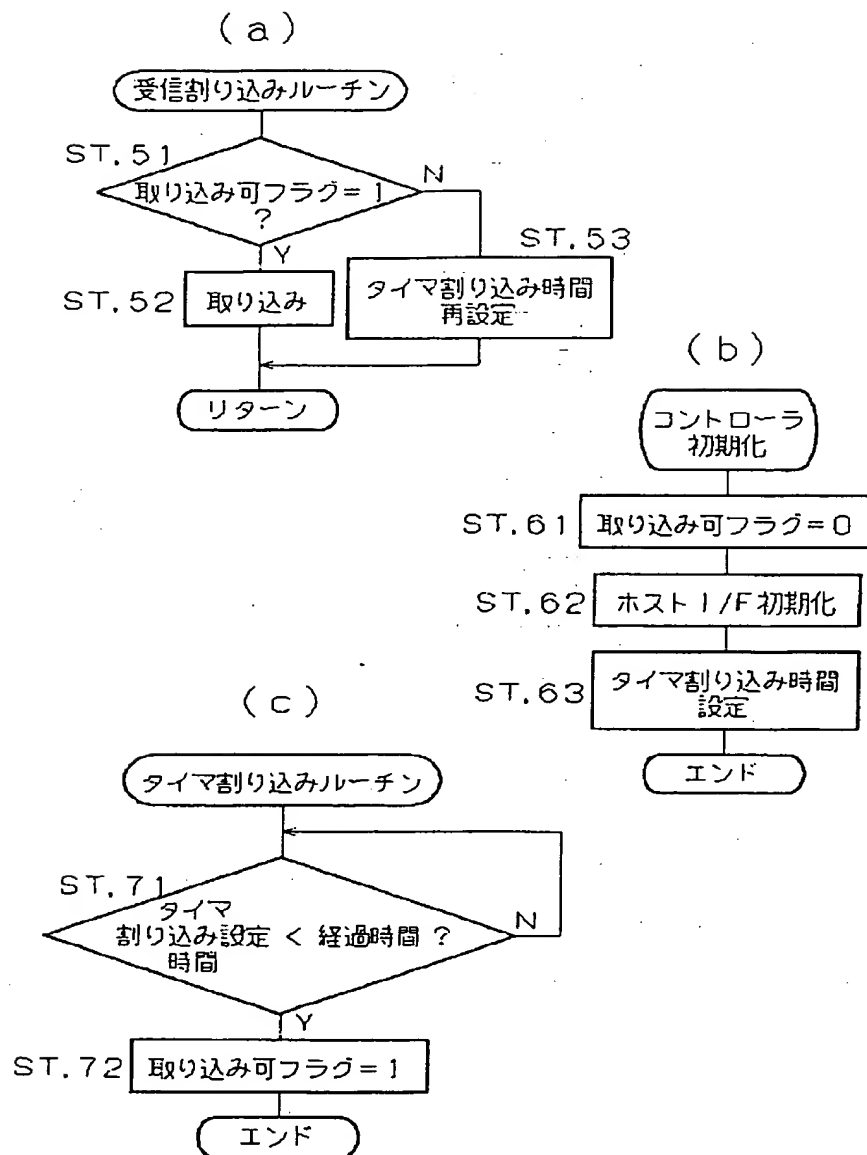 (a)
受信割り込みルーチン
ST.51
取り込み可フラグ=1
?
N
Y
ST.52
取り込み
ST.53
タイマ割り込み時間
再設定
リターン
(b)
コントローラ
初期化
ST.61
取り込み可フラグ=0
ST.62
ホストI/F初期化
ST.63
タイマ割り込み時間
設定
エンド
(c)
タイマ割り込みルーチン
ST.71
タイマ
割り込み設定 < 経過時間 ?
時間
N
Y
ST.72
取り込み可フラグ=1
エンド